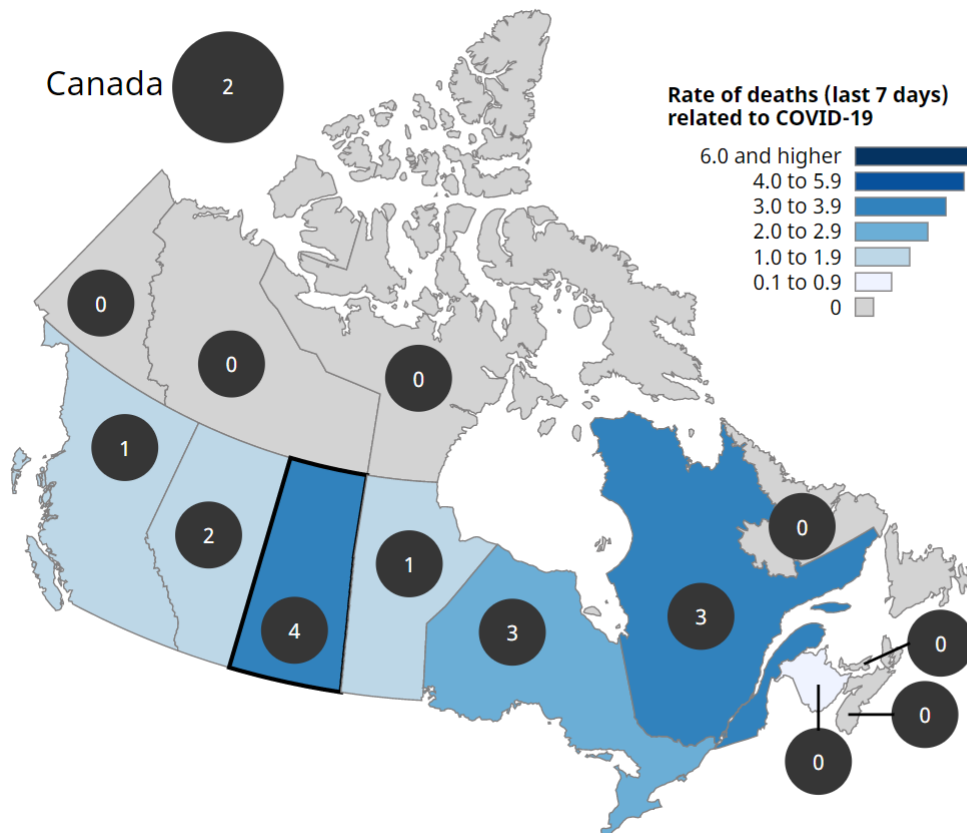 Canada
2
Rate of deaths (last 7 days)
related to COVID-19
6.0 and higher
4.0 to 5.9
3.0 to 3.9
2.0 to 2.9
1.0 to 1.9
0.1 to 0.9
0
0
0
0
1
2
4
1
3
3
0
0
0
0